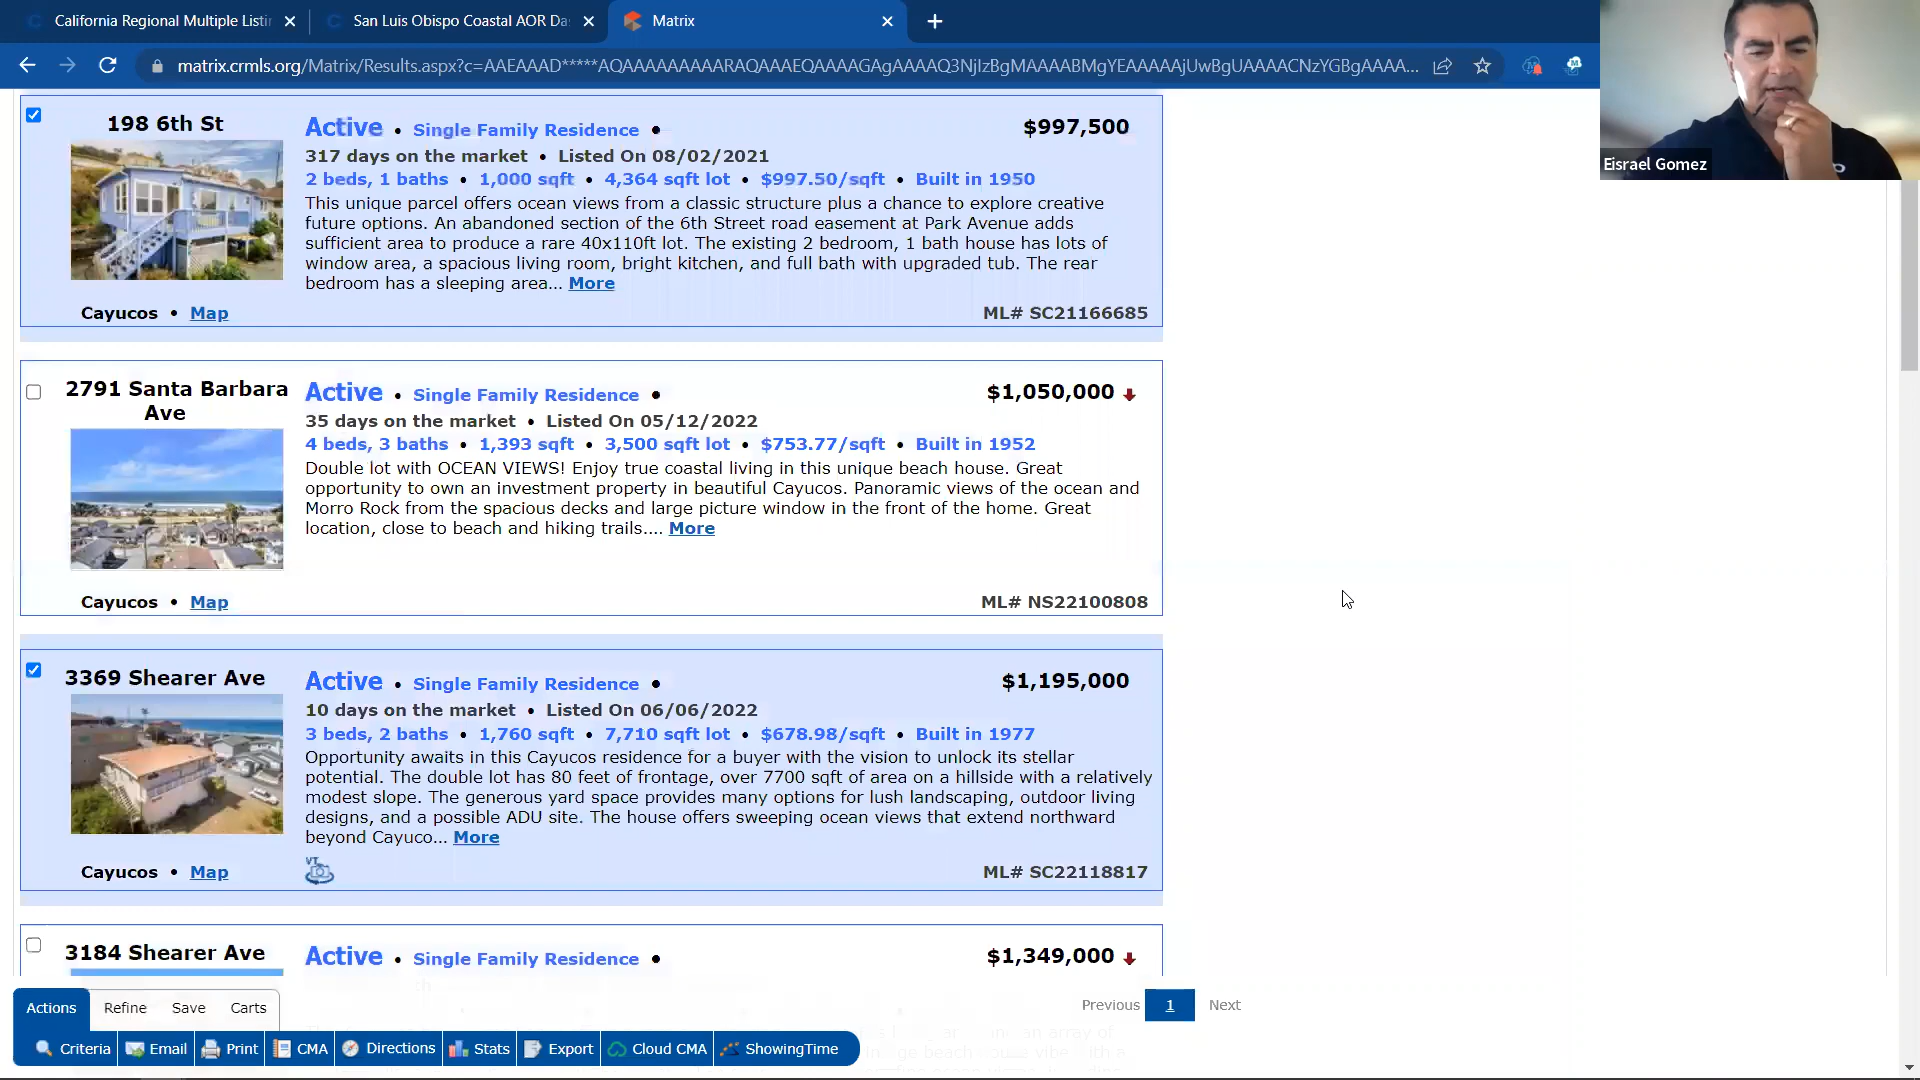 California Regional Multiple Listi
San Luis Obispo Coastal AOR Da
Matrix
matrix.crmls.org/Matrix/Results.aspx?c=AAEAAAD*****AQAAAAAAAAARAQAAAEQAAAAGAgAAAAQ3NjIzBgMAAAABMgYEAAAAAjUwBgUAAAACNzYGBgAAAA...
Eisrael Gomez
198 6th St
Active • Single Family Residence •
$997,500
317 days on the market • Listed On 08/02/2021
2 beds, 1 baths • 1,000 sqft • 4,364 sqft lot • $997.50/sqft • Built in 1950
This unique parcel offers ocean views from a classic structure plus a chance to explore creative
future options. An abandoned section of the 6th Street road easement at Park Avenue adds
sufficient area to produce a rare 40x110ft lot. The existing 2 bedroom, 1 bath house has lots of
window area, a spacious living room, bright kitchen, and full bath with upgraded tub. The rear
bedroom has a sleeping area... More
Cayucos • Map
ML# SC21166685
2791 Santa Barbara
Ave
Active • Single Family Residence •
$1,050,000
35 days on the market • Listed On 05/12/2022
4 beds, 3 baths • 1,393 sqft • 3,500 sqft lot • $753.77/sqft • Built in 1952
Double lot with OCEAN VIEWS! Enjoy true coastal living in this unique beach house. Great
opportunity to own an investment property in beautiful Cayucos. Panoramic views of the ocean and
Morro Rock from the spacious decks and large picture window in the front of the home. Great
location, close to beach and hiking trails.... More
Cayucos • Map
ML# NS22100808
3369 Shearer Ave
Active • Single Family Residence •
$1,195,000
10 days on the market • Listed On 06/06/2022
3 beds, 2 baths • 1,760 sqft • 7,710 sqft lot • $678.98/sqft • Built in 1977
Opportunity awaits in this Cayucos residence for a buyer with the vision to unlock its stellar
potential. The double lot has 80 feet of frontage, over 7700 sqft of area on a hillside with a relatively
modest slope. The generous yard space provides many options for lush landscaping, outdoor living
designs, and a possible ADU site. The house offers sweeping ocean views that extend northward
beyond Cayuco... More
VT
Cayucos • Map
ML# SC22118817
3184 Shearer Ave
Active • Single Family Residence •
$1,349,000
Actions Refine Save Carts
Previous 1 Next
Criteria Email Print CMA Directions Stats Export Cloud CMA ShowingTime